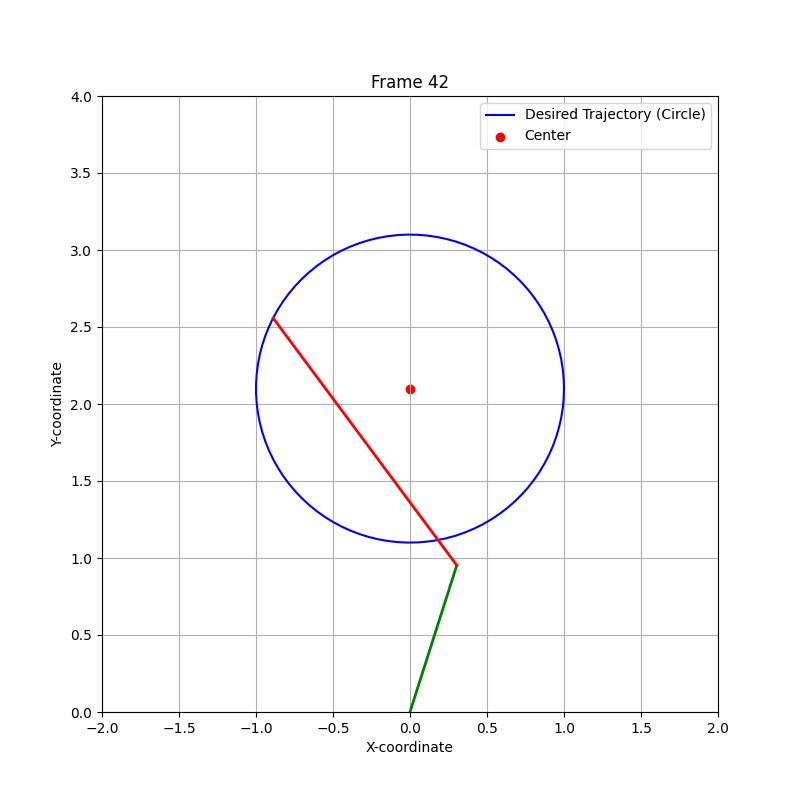 Frame 42
Desired Trajectory (Circle)
Center
Y-coordinate
4.0
3.5
3.0
2.5
2.0
1.5
1.0
0.5
0.0
−2.0 −1.5 −1.0 −0.5 0.0 0.5 1.0 1.5 2.0
X-coordinate